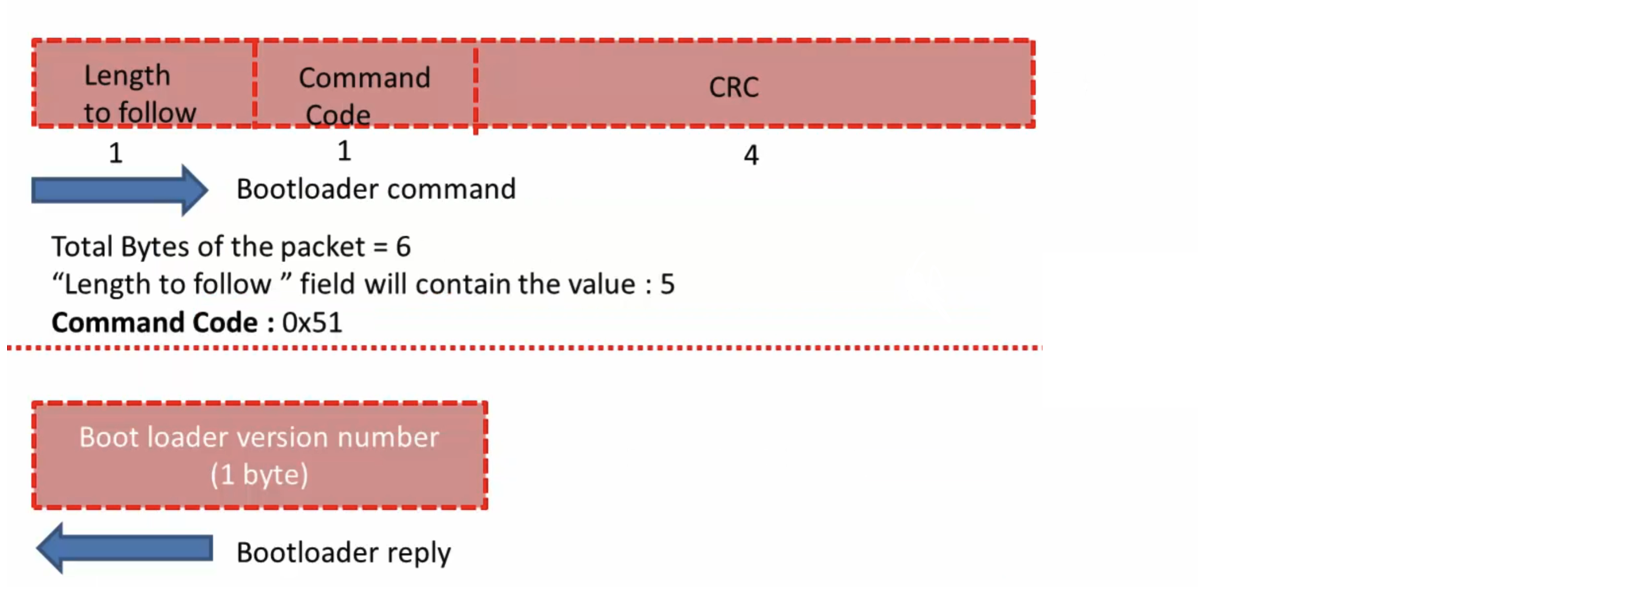 Length
to follow
Command
Code
CRC
1
1
4
Bootloader command
Total Bytes of the packet = 6
“Length to follow ” field will contain the value : 5
Command Code : 0x51
Boot loader version number
(1 byte)
Bootloader reply